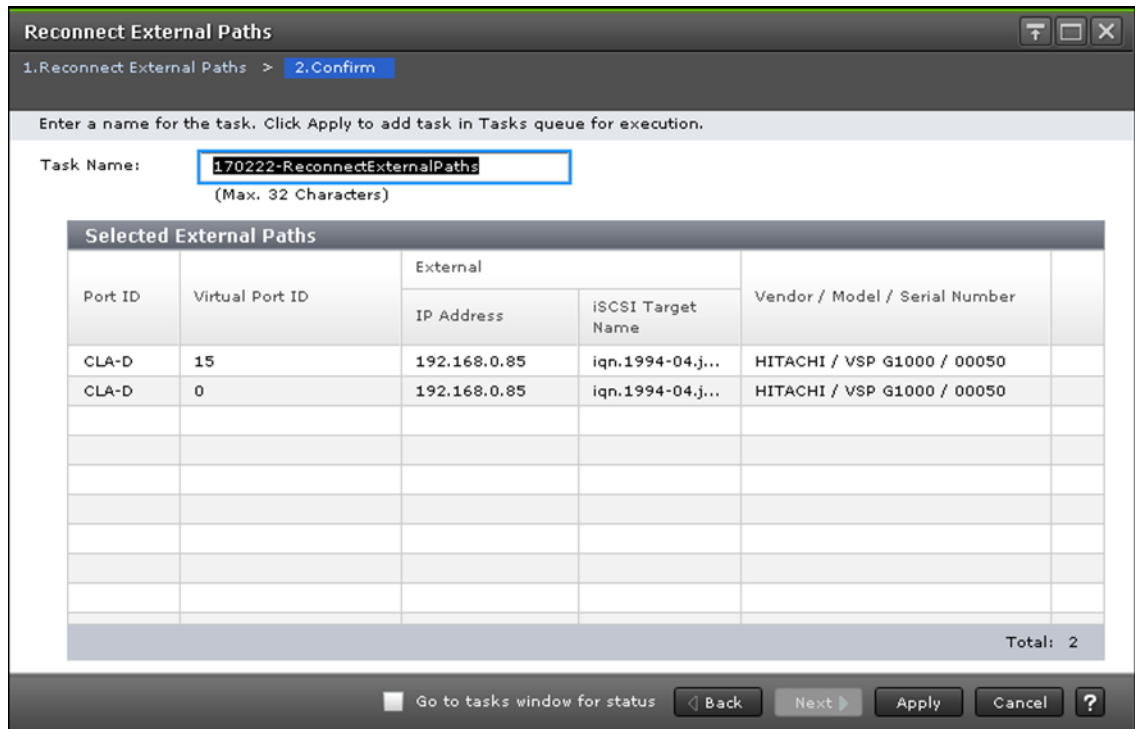 Reconnect External Paths
1.Reconnect External Paths > 2.Confirm
Enter a name for the task. Click Apply to add task in Tasks queue for execution.
Task Name: 170222-ReconnectExternalPaths
(Max. 32 Characters)
Selected External Paths
Port ID Virtual Port ID External Vendor / Model / Serial Number
IP Address iSCSI Target
Name
CLA-D 15 192.168.0.85 iqn.1994-04.j... HITACHI / VSP G1000 / 00050
CLA-D 0 192.168.0.85 iqn.1994-04.j... HITACHI / VSP G1000 / 00050
Total: 2
Go to tasks window for status Back Next Apply Cancel ?